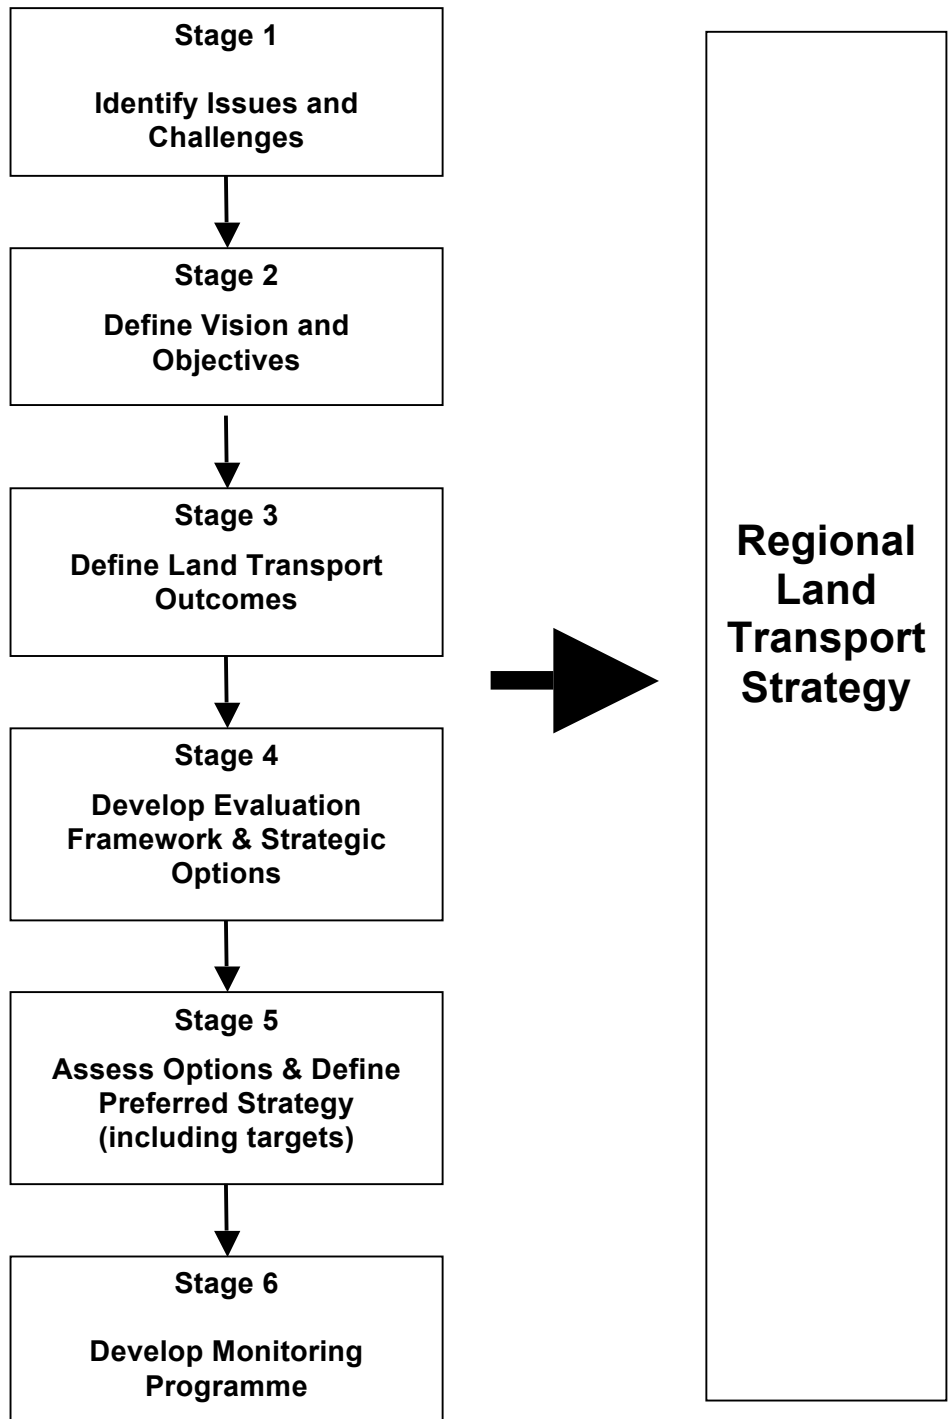 Stage 1
Identify Issues and
Challenges
Stage 2
Define Vision and
Objectives
Stage 3
Define Land Transport
Outcomes
Stage 4
Develop Evaluation
Framework & Strategic
Options
Stage 5
Assess Options & Define
Preferred Strategy
(including targets)
Stage 6
Develop Monitoring
Programme
Regional
Land
Transport
Strategy